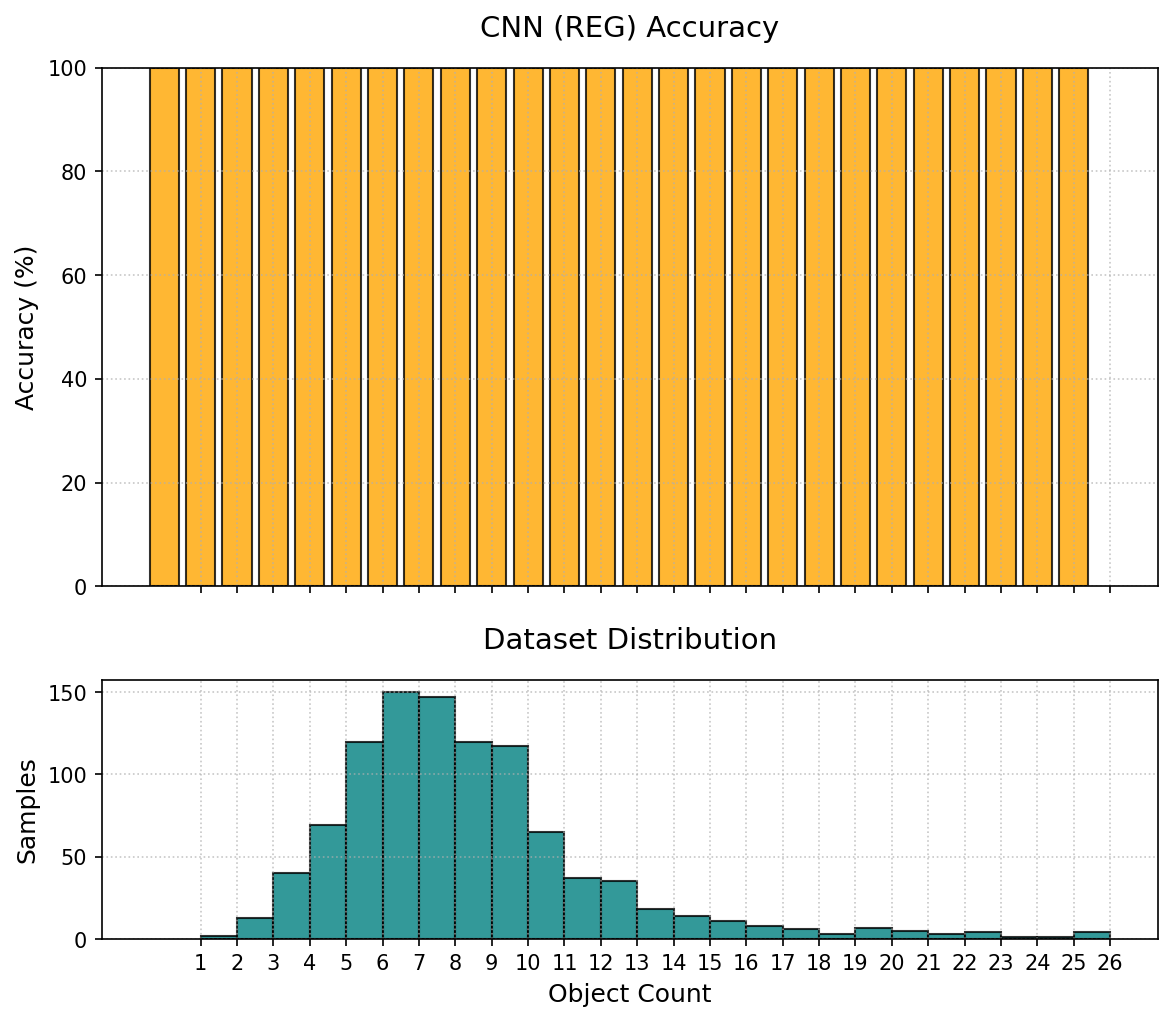 CNN (REG) Accuracy
100
80
60
40
20
0
Accuracy (%)
Dataset Distribution
150
100
50
0
Samples
1 2 3 4 5 6 7 8 9 10 11 12 13 14 15 16 17 18 19 20 21 22 23 24 25 26
Object Count